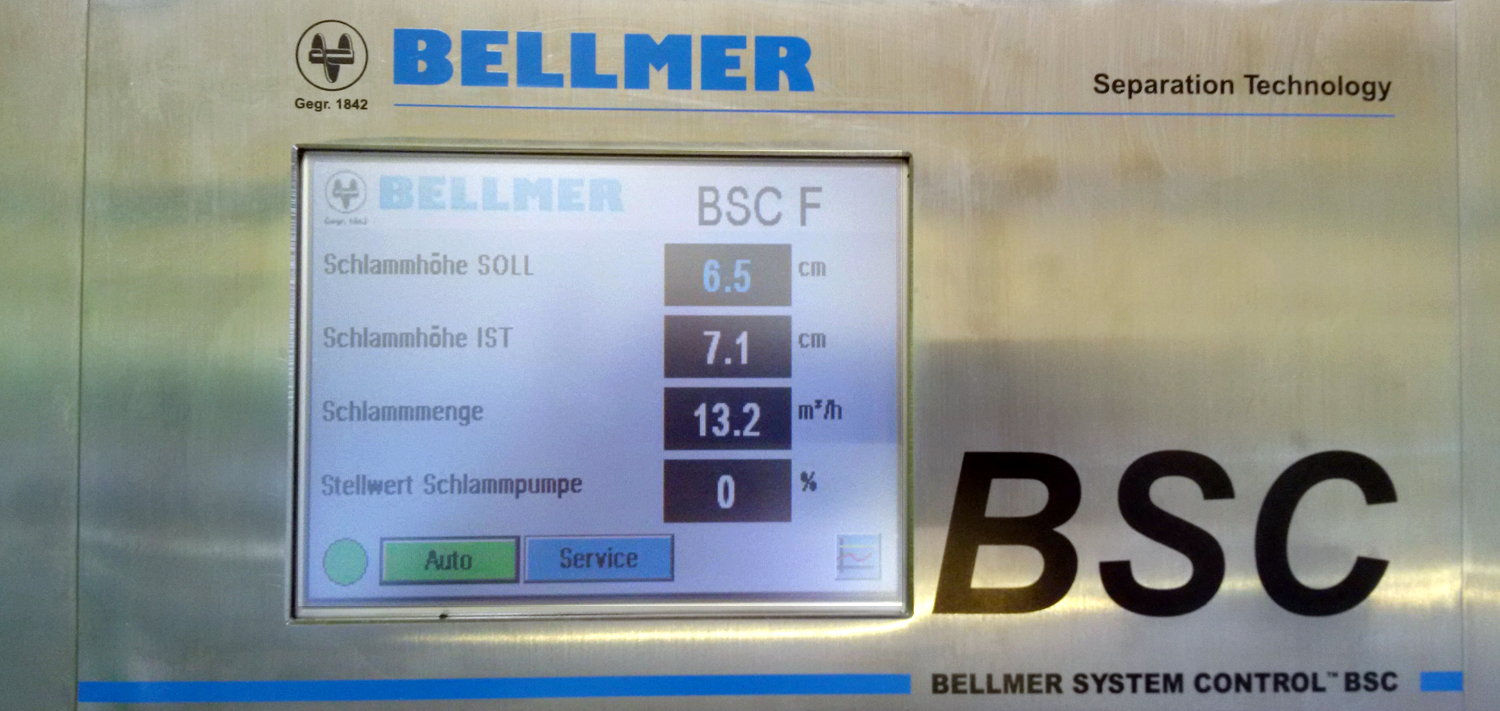 BELLMER
Gegr. 1842
Separation Technology
BELLMER BSC F
Gegr. 1842
Schlammhöhe SOLL 6.5 cm
Schlammhöhe IST 7.1 cm
Schlammmenge 13.2 m³/h
Stellwert Schlammpumpe 0 %
Auto Service
BSC
BELLMER SYSTEM CONTROL™ BSC